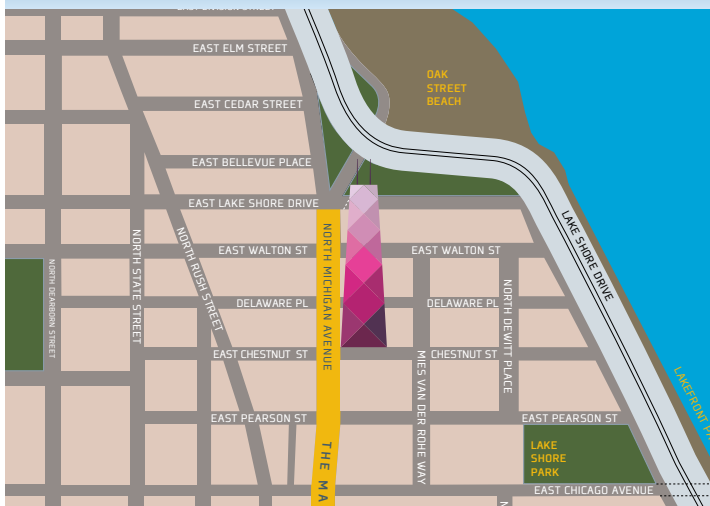 EAST ELM STREET
OAK
STREET
BEACH
EAST CEDAR STREET
EAST BELLEVUE PLACE
EAST LAKE SHORE DRIVE
LAKE SHORE DRIVE
EAST WALTON ST
EAST WALTON ST
NORTH DEARBORN STREET
NORTH STATE STREET
NORTH RUSH STREET
NORTH MICHIGAN AVENUE
DELAWARE PL
DELAWARE PL
NORTH DEWITT PLACE
EAST CHESTNUT ST
CHESTNUT ST
MIES VAN DER ROHE WAY
LAKEFRONT
EAST PEARSON ST
EAST PEARSON ST
THE MA
LAKE
SHORE
PARK
EAST CHICAGO AVENUE